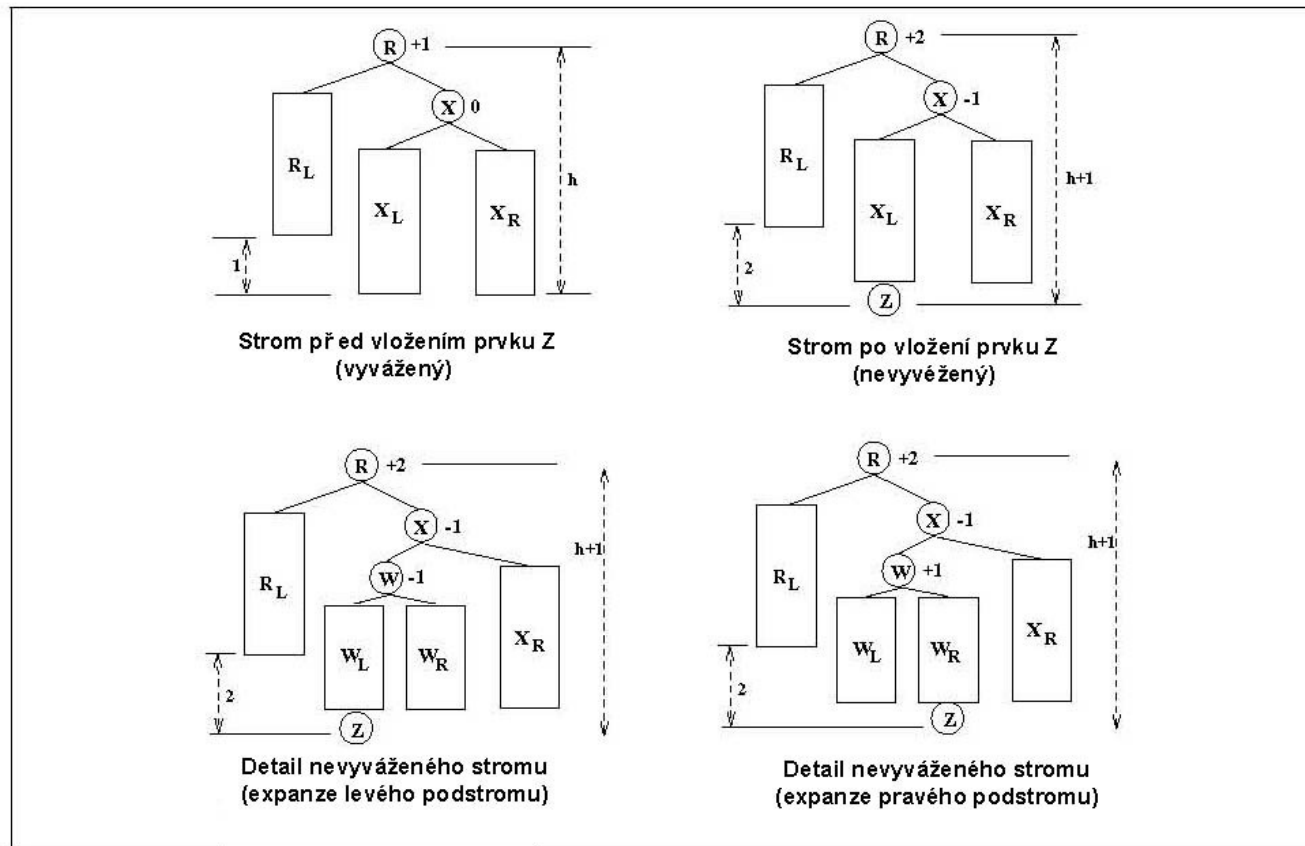 R +1
X 0
R L
X L
X R
h
1
Strom před vložením prvku Z
(vyvážený)
R +2
X -1
R L
X L
X R
h+1
2
Z
Strom po vložení prvku Z
(nevyvéžený)
R +2
X -1
h+1
W -1
R L
X R
W L
W R
2
Z
Detail nevyváženého stromu
(expanze levého podstromu)
R +2
X -1
h+1
W +1
R L
X R
W L
W R
2
Z
Detail nevyváženého stromu
(expanze pravého podstromu)